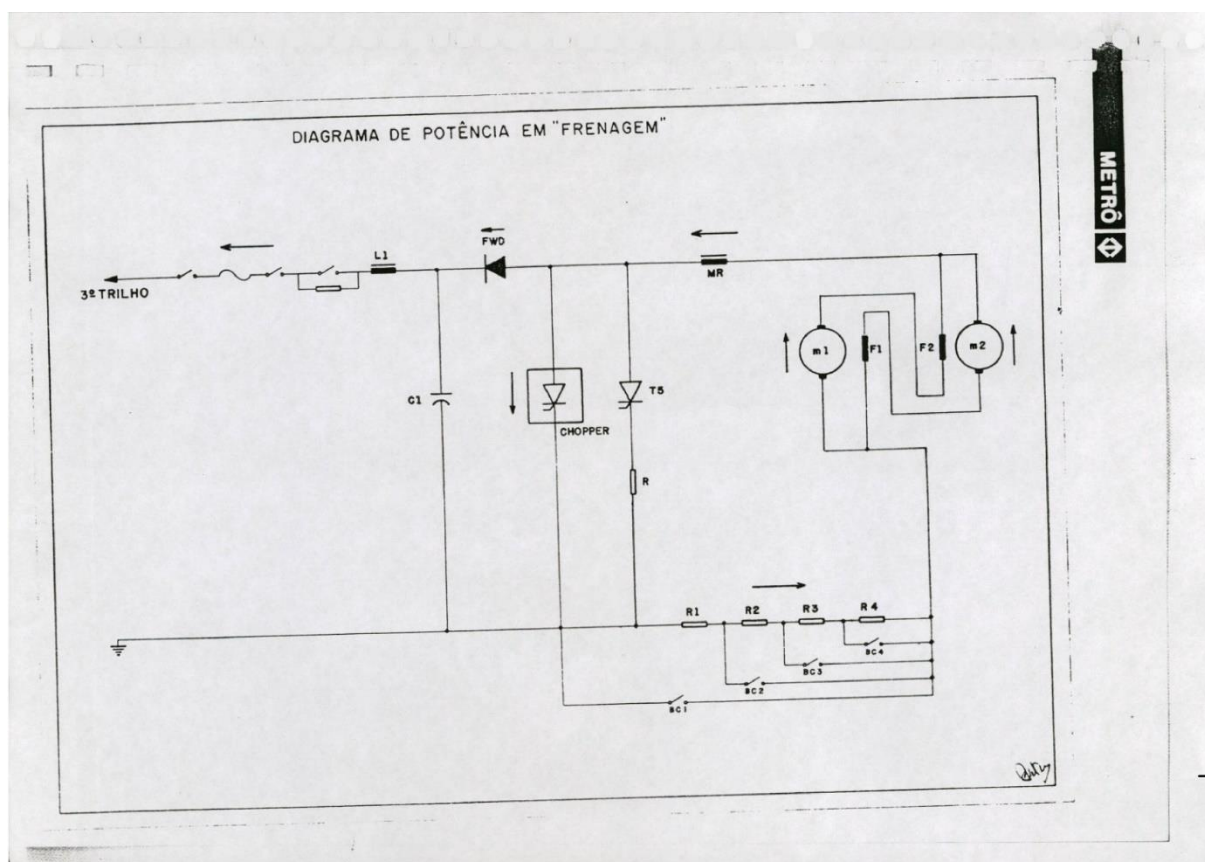 DIAGRAMA DE POTÊNCIA EM "FRENAGEM"
METRÔ
3º TRILHO
L1
FWD
MR
C1
CHOPPER
T5
R
m1
F1
F2
m2
R1
R2
R3
R4
BC4
BC3
BC2
BC1